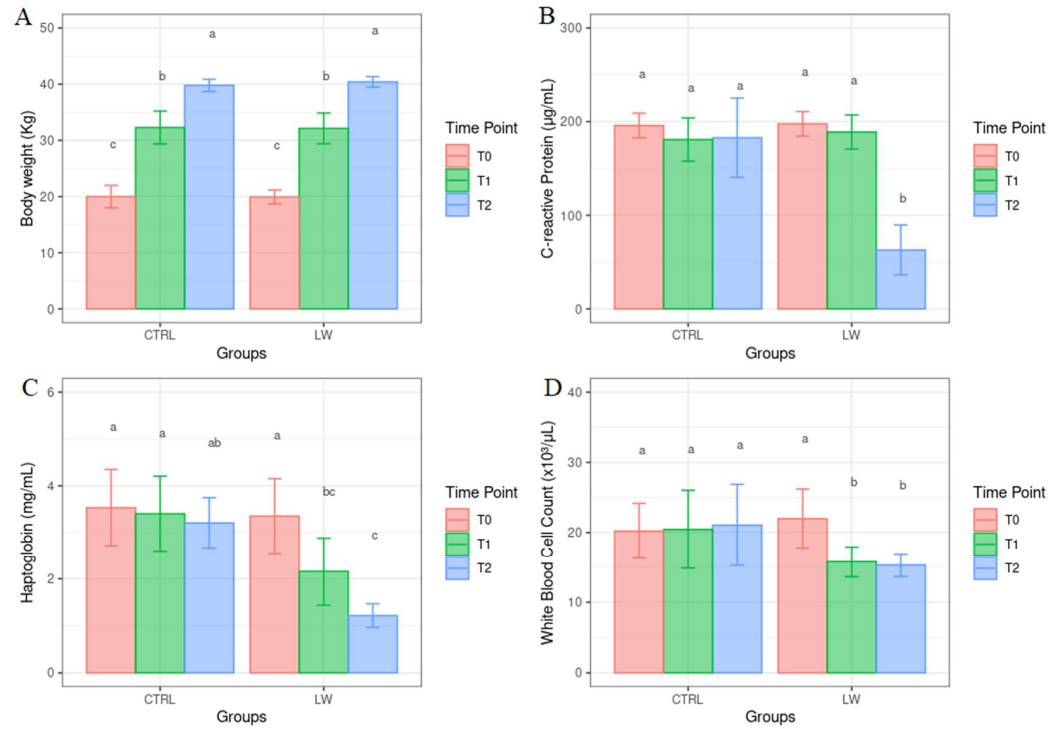 A
Body weight (Kg)
50
40
30
20
10
0
c
b
a
c
b
a
CTRL
LW
Groups
Time Point
T0
T1
T2
B
C-reactive Protein (µg/mL)
300
200
100
0
a
a
a
a
a
b
CTRL
LW
Groups
Time Point
T0
T1
T2
C
Haptoglobin (mg/mL)
6
4
2
0
a
a
ab
a
bc
c
CTRL
LW
Groups
Time Point
T0
T1
T2
D
White Blood Cell Count (x10³/µL)
40
30
20
10
0
a
a
a
a
b
b
CTRL
LW
Groups
Time Point
T0
T1
T2